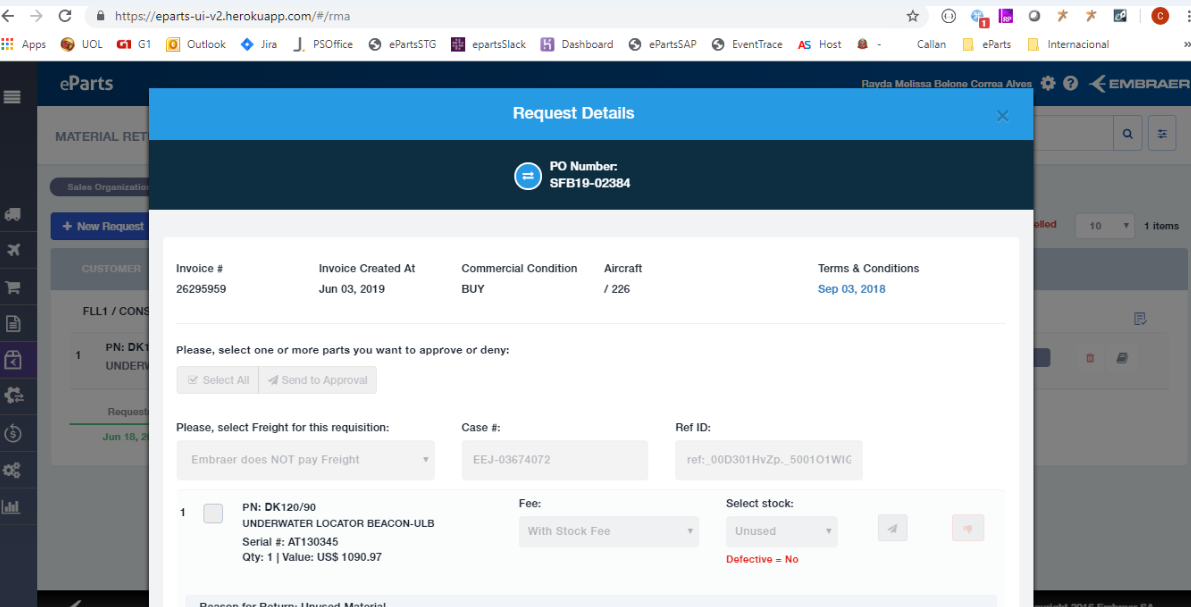 https://eparts-ui-v2.herokuapp.com/#/rma
1
RP
C
Apps UOL G1 G1 Outlook Jira PSOffice ePartsSTG epartsSlack Dashboard ePartsSAP EventTrace AS Host - Callan eParts Internacional »
eParts
Rayda Melissa Belone Correa Alves
EMBRAER
Request Details
×
MATERIAL RET
PO Number:
SFB19-02384
Sales Organization
+ New Request
elled
10
1 items
CUSTOMER
Invoice # Invoice Created At Commercial Condition Aircraft Terms & Conditions
26295959 Jun 03, 2019 BUY / 226 Sep 03, 2018
FLL1 / CONS
1
PN: DK1
UNDERW
Please, select one or more parts you want to approve or deny:
Select All Send to Approval
Request
Jun 18, 2
Please, select Freight for this requisition: Case #: Ref ID:
Embraer does NOT pay Freight EEJ-03674072 ref:_00D301HvZp._5001O1WIG
1
PN: DK120/90
UNDERWATER LOCATOR BEACON-ULB
Serial #: AT130345
Qty: 1 | Value: US$ 1090.97
Fee:
With Stock Fee
Select stock:
Unused
Defective = No
Reason for Return: Unused Material